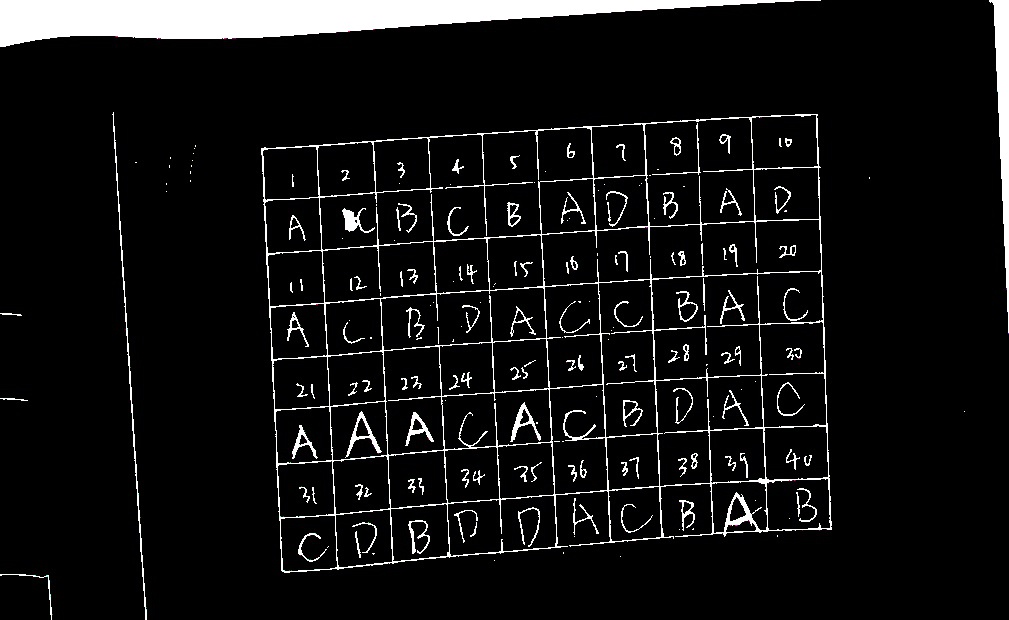 1 2 3 4 5 6 7 8 9 10
A C B C B A D B A D
11 12 13 14 15 16 17 18 19 20
A C B D A C C B A C
21 22 23 24 25 26 27 28 29 30
A A A C A C B D A C
31 32 33 34 35 36 37 38 39 40
C D B D D A C B A B